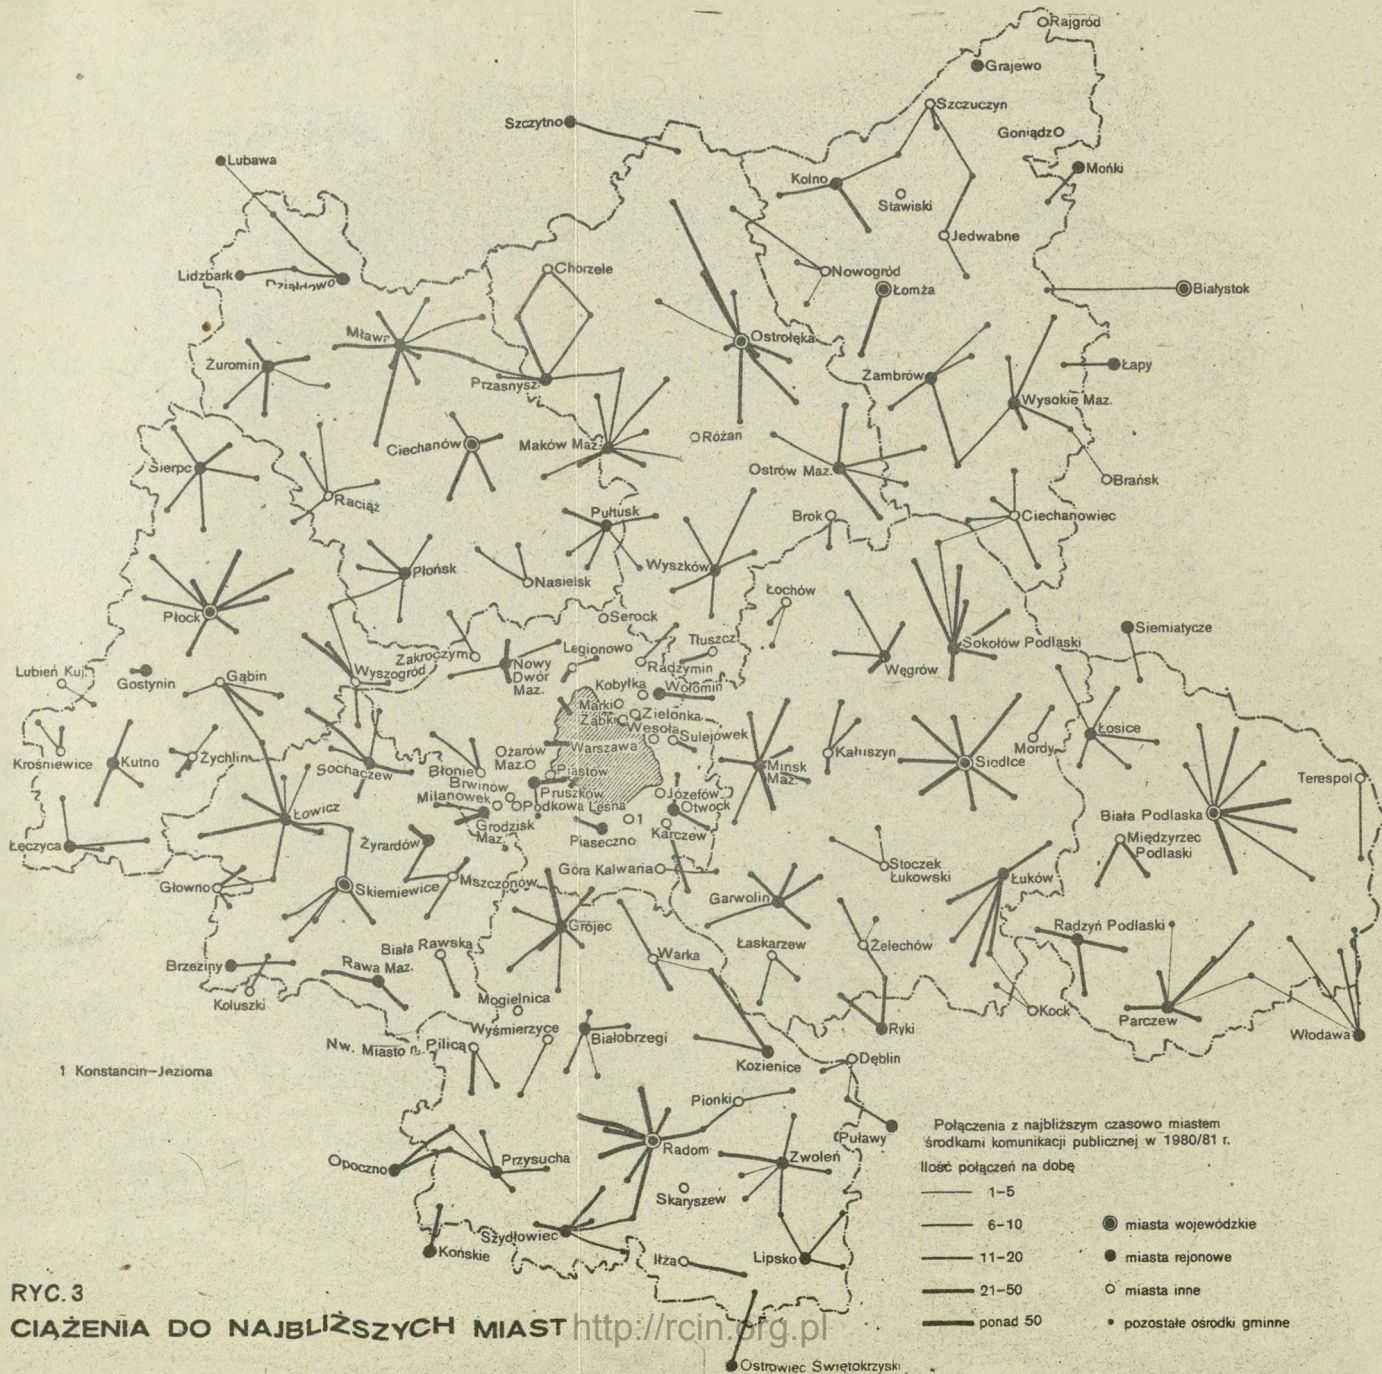 Rajgród
Grajewo
Szczuczyn
Szczytno
Goniądz
Lubawa
Mońki
Kolno
Stawiski
Jedwabne
Chorzele
Nowogród
Lidzbark
Działdowo
Łomża
Białystok
Mława
Ostrołęka
Żuromin
Przasnysz
Zambrów
Łapy
Wysokie Maz.
Ciechanów
Maków Maz.
Różan
Sierpc
Ostrów Maz.
Brańsk
Raciąż
Pułtusk
Brok
Ciechanowiec
Płońsk
Nasielsk
Wyszków
Łochów
Płock
Serock
Siemiatycze
Sokołów Podlaski
Tłuszcz
Legionowo
Zakroczym
Nowy
Dwór
Maz.
Radzymin
Węgrów
Lubień Kuj.
Gostynin
Gąbin
Wyszogród
Kobyłka
Wołomin
Marki
Zielonka
Ząbki
Wesoła
Sulejówek
Łosice
Krośniewice
Kutno
Żychlin
Sochaczew
Błonie
Ożarów
Maz.
Warszawa
Mińsk
Maz.
Kałuszyn
Siedlce
Mordy
Terespol
Piastów
Brwinów
Pruszków
Milanówek
Podkowa Leśna
Józefów
Otwock
Łowicz
Grodzisk
Maz.
1
Karczew
Piaseczno
Biała Podlaska
Międzyrzec
Podlaski
Łęczyca
Żyrardów
Góra Kalwaria
Stoczek
Łukowski
Łuków
Głowno
Skierniewice
Mszczonów
Garwolin
Grójec
Radzyń Podlaski
Biała Rawska
Warka
Łaskarzew
Żelechów
Brzeziny
Rawa Maz.
Koluszki
Mogielnica
Kock
Parczew
Włodawa
Wyśmierzyce
Nw. Miasto n. Pilicą
Białobrzegi
Ryki
Kozienice
Dęblin
1 Konstancin-Jeziorna
Pionki
Puławy
Opoczno
Przysucha
Radom
Zwoleń
Skaryszew
Szydłowiec
Końskie
Iłża
Lipsko
Ostrowiec Świętokrzyski
Połączenia z najbliższym czasowo miastem
środkami komunikacji publicznej w 1980/81 r.
Ilość połączeń na dobę
1-5
6-10
11-20
21-50
ponad 50
miasta wojewódzkie
miasta rejonowe
miasta inne
pozostałe ośrodki gminne
RYC. 3
CIĄŻENIA DO NAJBLIŻSZYCH MIAST
http://rcin.org.pl